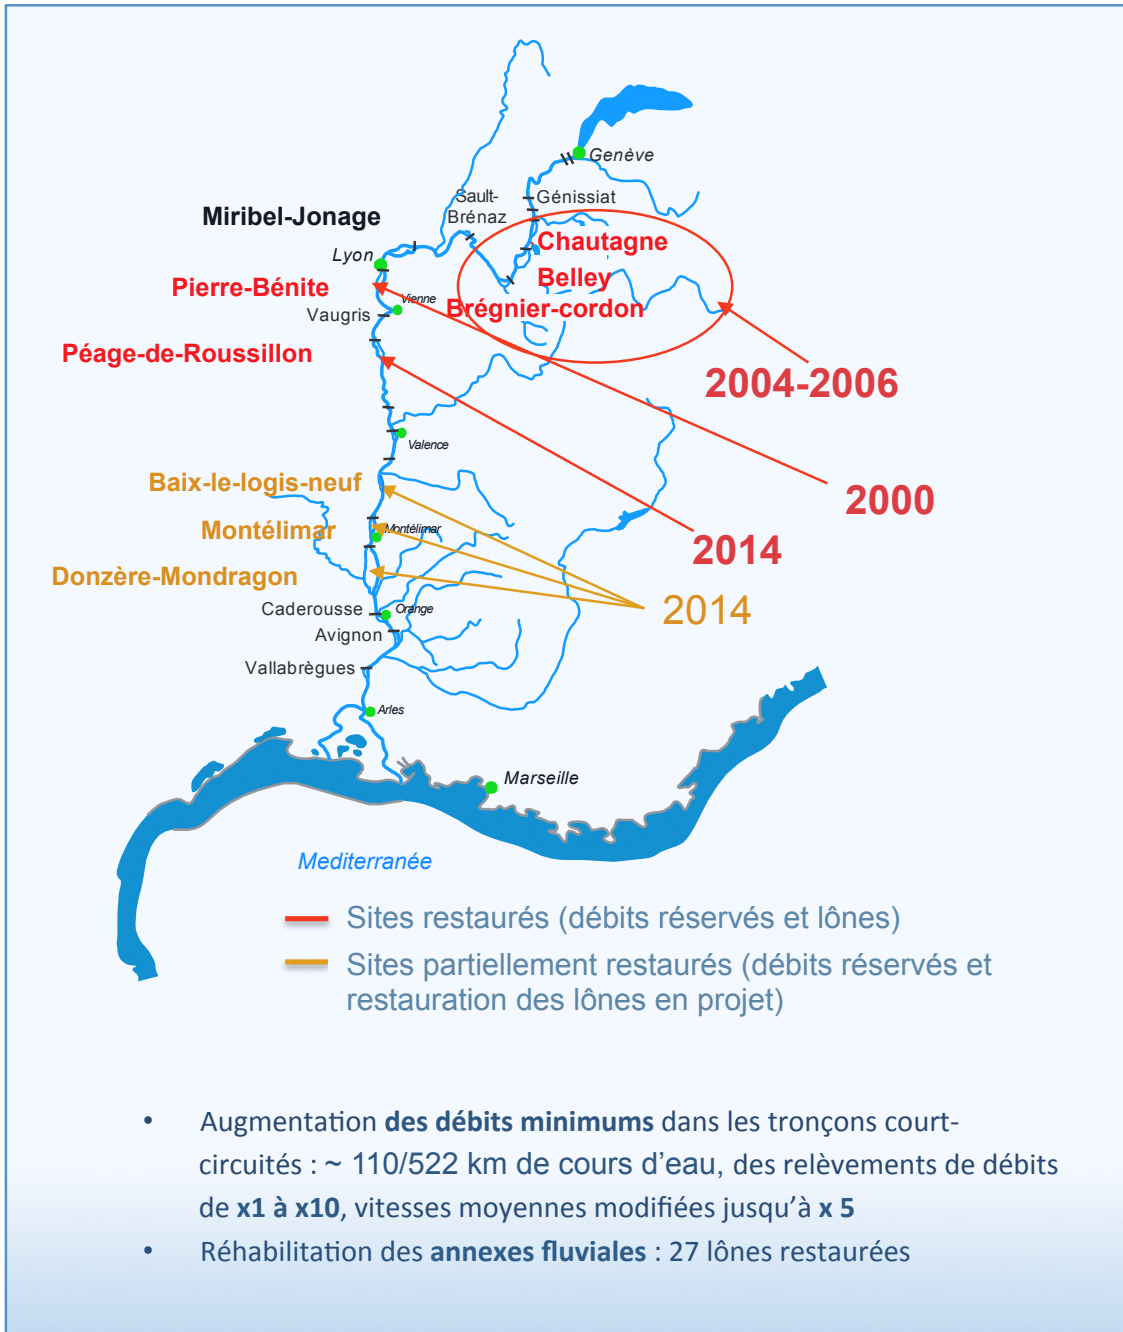 Genève
Sault-
Brénaz
Génissiat
Miribel-Jonage
Chautagne
Lyon
Belley
Pierre-Bénite
Vienne
Brégnier-cordon
Vaugris
Péage-de-Roussillon
2004-2006
Valence
Baix-le-logis-neuf
2000
Montélimar
Montélimar
2014
Donzère-Mondragon
Caderousse
Orange
2014
Avignon
Vallabrègues
Arles
Marseille
Mediterranée
Sites restaurés (débits réservés et lônes)
Sites partiellement restaurés (débits réservés et
restauration des lônes en projet)
• Augmentation des débits minimums dans les tronçons court-
circuités : ~ 110/522 km de cours d'eau, des relèvements de débits
de x1 à x10, vitesses moyennes modifiées jusqu'à x 5
• Réhabilitation des annexes fluviales : 27 lônes restaurées